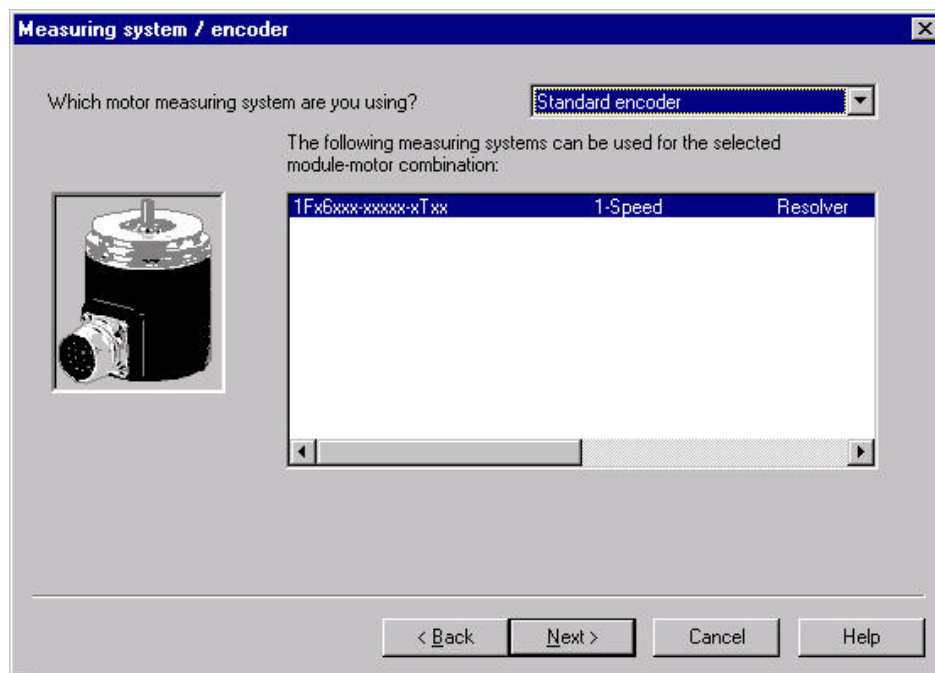 Measuring system / encoder
Which motor measuring system are you using? Standard encoder
The following measuring systems can be used for the selected
module-motor combination:
1Fx6xxx-xxxxx-xTxx 1-Speed Resolver
< Back Next > Cancel Help